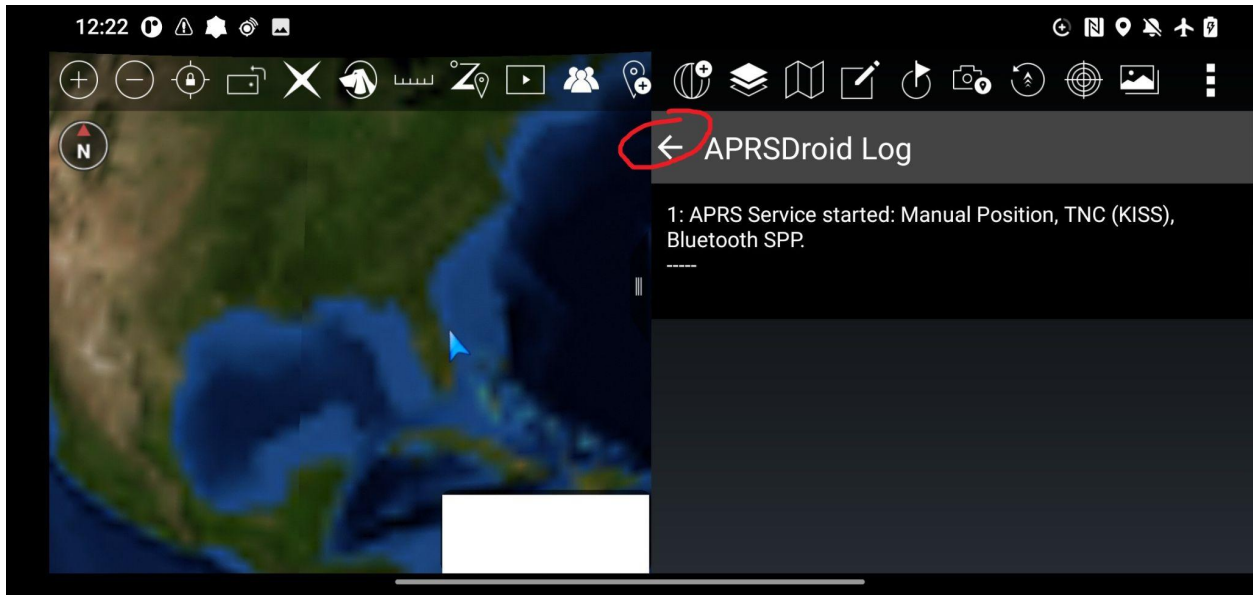 12:22
N
APRSDroid Log
1: APRS Service started: Manual Position, TNC (KISS),
Bluetooth SPP.
-----